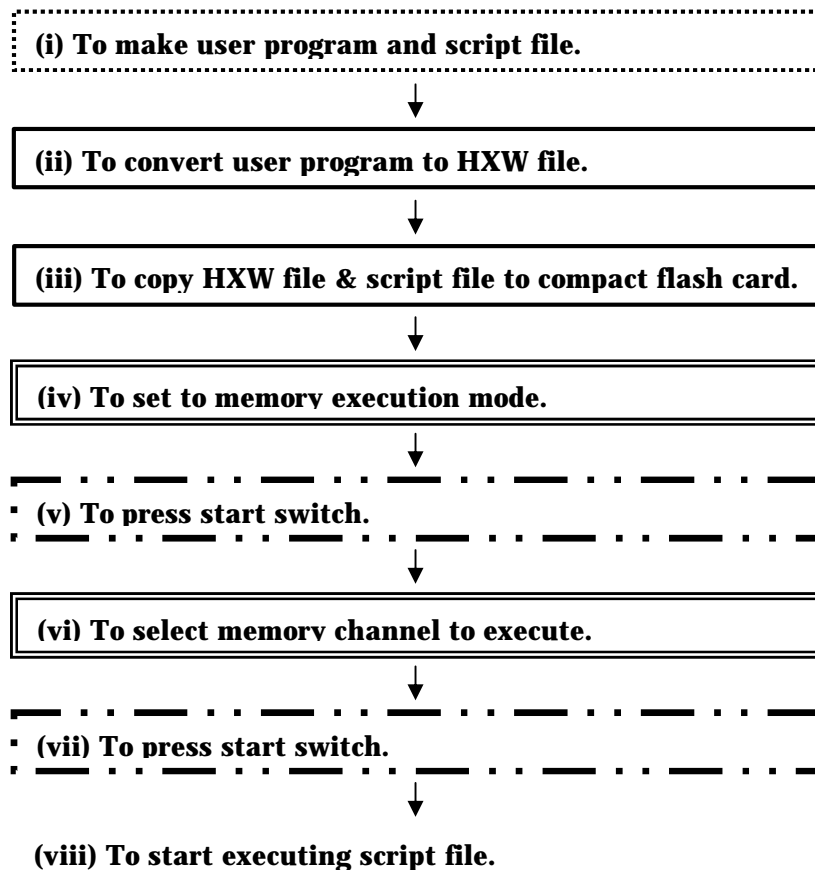 (i) To make user program and script file.
(ii) To convert user program to HXW file.
(iii) To copy HXW file & script file to compact flash card.
(iv) To set to memory execution mode.
(v) To press start switch.
(vi) To select memory channel to execute.
(vii) To press start switch.
(viii) To start executing script file.